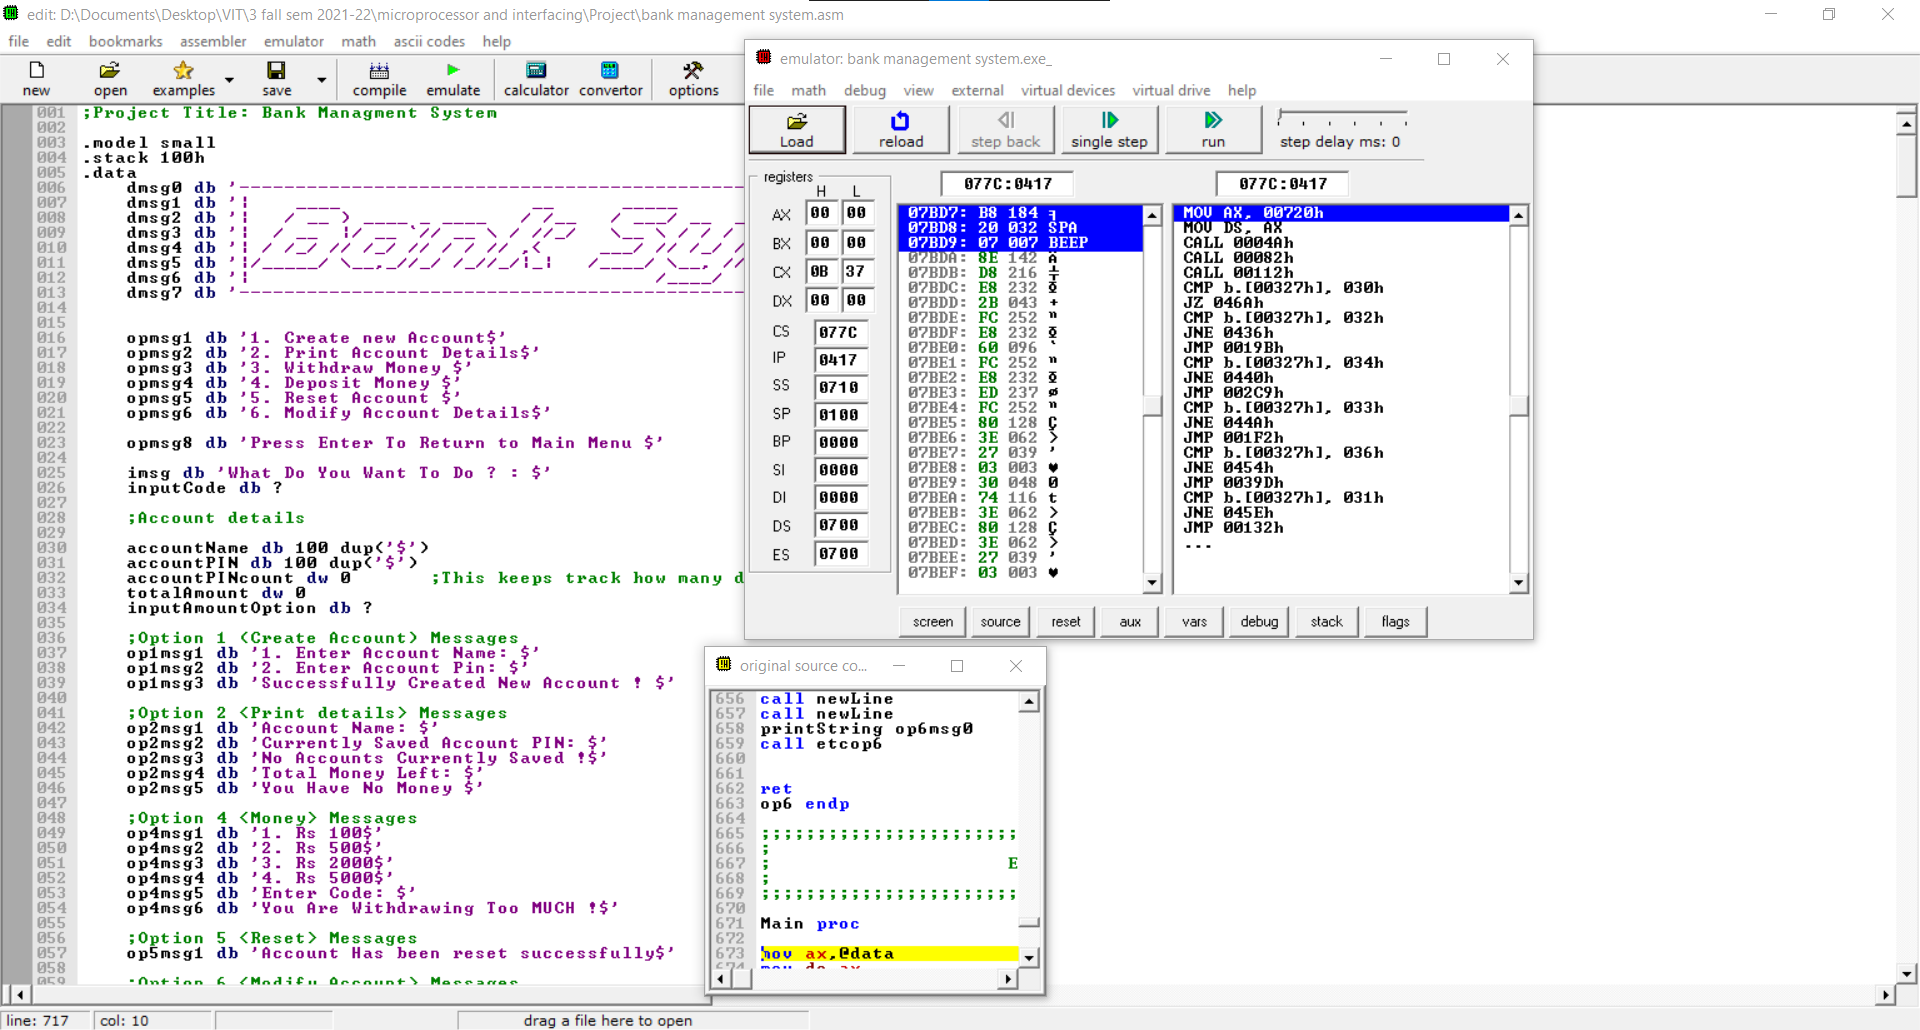 edit: D:\Documents\Desktop\VIT\3 fall sem 2021-22\microprocessor and interfacing\Project\bank management system.asm
file edit bookmarks assembler emulator math ascii codes help
new open examples save compile emulate calculator convertor options
001 ;Project Title: Bank Managment System
002
003 .model small
004 .stack 100h
005 .data
006 dmsg0 db '
007 dmsg1 db '
008 dmsg2 db '
009 dmsg3 db '
010 dmsg4 db '
011 dmsg5 db '
012 dmsg6 db '
013 dmsg7 db '
014
015
016 opmsg1 db '1. Create new Account$'
017 opmsg2 db '2. Print Account Details$'
018 opmsg3 db '3. Withdraw Money $'
019 opmsg4 db '4. Deposit Money $'
020 opmsg5 db '5. Reset Account $'
021 opmsg6 db '6. Modify Account Details$'
022
023 opmsg8 db 'Press Enter To Return to Main Menu $'
024
025 imsg db 'What Do You Want To Do ? : $'
026 inputCode db ?
027
028 ;Account details
029
030 accountName db 100 dup('$')
031 accountPIN db 100 dup('$')
032 accountPINcount dw 0 ;This keeps track how many d
033 totalAmount dw 0
034 inputAmountOption db ?
035
036 ;Option 1 (Create Account) Messages
037 op1msg1 db '1. Enter Account Name: $'
038 op1msg2 db '2. Enter Account Pin: $'
039 op1msg3 db 'Successfully Created New Account ! $'
040
041 ;Option 2 (Print details) Messages
042 op2msg1 db 'Account Name: $'
043 op2msg2 db 'Currently Saved Account PIN: $'
044 op2msg3 db 'No Accounts Currently Saved !$'
045 op2msg4 db 'Total Money Left: $'
046 op2msg5 db 'You Have No Money $'
047
048 ;Option 4 (Money) Messages
049 op4msg1 db '1. Rs 100$'
050 op4msg2 db '2. Rs 500$'
051 op4msg3 db '3. Rs 2000$'
052 op4msg4 db '4. Rs 5000$'
053 op4msg5 db 'Enter Code: $'
054 op4msg6 db 'You Are Withdrawing Too MUCH !$'
055
056 ;Option 5 (Reset) Messages
057 op5msg1 db 'Account Has been reset successfully$'
058
059 ;Option 6 (Modify Account) Messages
line: 717 col: 10 drag a file here to open
emulator: bank management system.exe_
file math debug view external virtual devices virtual drive help
Load reload step back single step run step delay ms: 0
registers
H L
AX 00 00
BX 00 00
CX 0B 37
DX 00 00
CS 077C
IP 0417
SS 0710
SP 0100
BP 0000
SI 0000
DI 0000
DS 0700
ES 0700
077C:0417
07BD7: B8 184 ╕
07BD8: 20 032 SPA
07BD9: 07 007 BEEP
07BDA: 8E 142 Ä
07BDB: D8 216 ╪
07BDC: E8 232 Φ
07BDD: 2B 043 +
07BDE: FC 252 ⁿ
07BDF: E8 232 Φ
07BE0: 60 096 `
07BE1: FC 252 ⁿ
07BE2: E8 232 Φ
07BE3: ED 237 φ
07BE4: FC 252 ⁿ
07BE5: 80 128 Ç
07BE6: 3E 062 >
07BE7: 27 039 '
07BE8: 03 003 ♥
07BE9: 30 048 0
07BEA: 74 116 t
07BEB: 3E 062 >
07BEC: 80 128 Ç
07BED: 3E 062 >
07BEE: 27 039 '
07BEF: 03 003 ♥
077C:0417
MOV AX, 00720h
MOV DS, AX
CALL 0004Ah
CALL 00082h
CALL 00112h
CMP b.[00327h], 030h
JZ 046Ah
CMP b.[00327h], 032h
JNE 0436h
JMP 0019Bh
CMP b.[00327h], 034h
JNE 0440h
JMP 002C9h
CMP b.[00327h], 033h
JNE 044Ah
JMP 001F2h
CMP b.[00327h], 036h
JNE 0454h
JMP 0039Dh
CMP b.[00327h], 031h
JNE 045Eh
JMP 00132h
...
screen source reset aux vars debug stack flags
original source co...
656 call newLine
657 call newLine
658 printString op6msg0
659 call etcop6
660
661
662 ret
663 op6 endp
664
665 ;;;;;;;;;;;;;;;;;;;;;;;
666 ;
667 ; E
668 ;
669 ;;;;;;;;;;;;;;;;;;;;;;;
670
671 Main proc
672
673 mov ax,@data
674 mov ds,ax